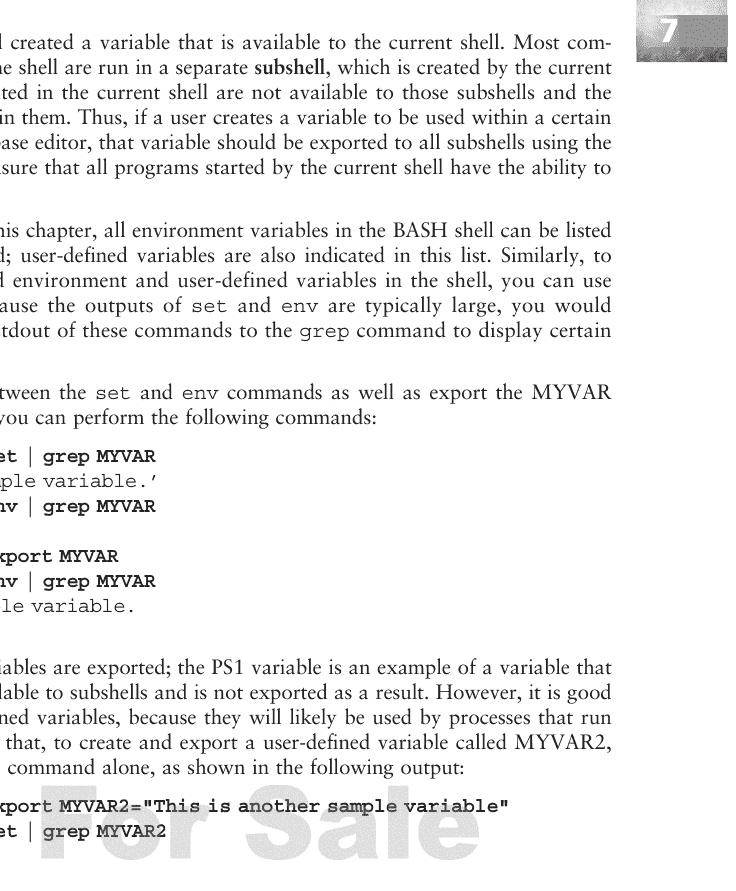 7
l created a variable that is available to the current shell. Most com-
he shell are run in a separate subshell, which is created by the current
ted in the current shell are not available to those subshells and the
in them. Thus, if a user creates a variable to be used within a certain
base editor, that variable should be exported to all subshells using the
sure that all programs started by the current shell have the ability to
his chapter, all environment variables in the BASH shell can be listed
d; user-defined variables are also indicated in this list. Similarly, to
d environment and user-defined variables in the shell, you can use
ause the outputs of set and env are typically large, you would
tdout of these commands to the grep command to display certain
tween the set and env commands as well as export the MYVAR
you can perform the following commands:
et | grep MYVAR
mple variable.’
nv | grep MYVAR
xport MYVAR
nv | grep MYVAR
le variable.
iables are exported; the PS1 variable is an example of a variable that
lable to subshells and is not exported as a result. However, it is good
ned variables, because they will likely be used by processes that run
that, to create and export a user-defined variable called MYVAR2,
command alone, as shown in the following output:
xport MYVAR2="This is another sample variable"
et | grep MYVAR2
For Sale